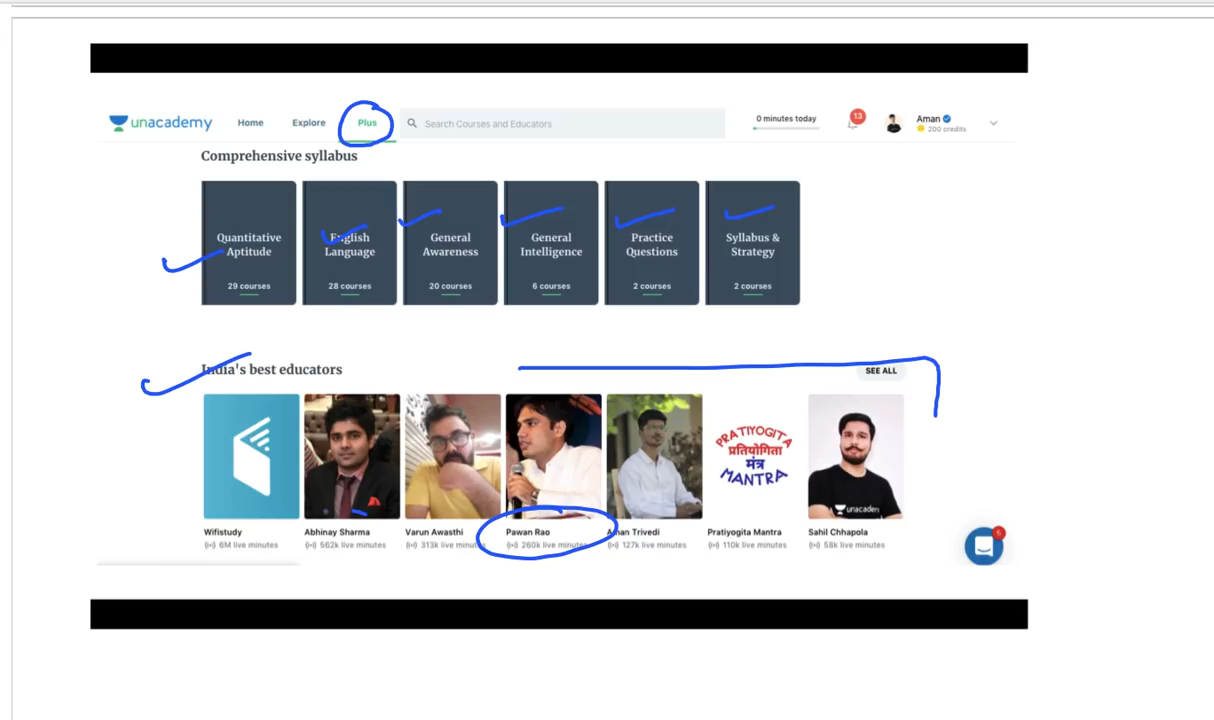 unacademy Home Explore Plus Search Courses and Educators 0 minutes today 13 Aman
200 credits
Comprehensive syllabus
Quantitative Aptitude
29 courses
English Language
28 courses
General Awareness
20 courses
General Intelligence
6 courses
Practice Questions
2 courses
Syllabus & Strategy
2 courses
India's best educators SEE ALL
PRATIYOGITA
प्रतियोगिता
मंत्र
MANTRA
unacademy
Wifistudy
6M live minutes
Abhinay Sharma
562k live minutes
Varun Awasthi
313k live minutes
Pawan Rao
260k live minutes
Aman Trivedi
127k live minutes
Pratiyogita Mantra
110k live minutes
Sahil Chhapola
58k live minutes